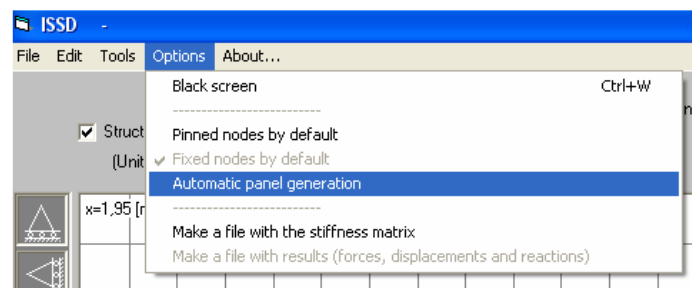 ISSD -
File Edit Tools Options About...
Black screen Ctrl+W
Struct
Pinned nodes by default
(Unit
Fixed nodes by default
Automatic panel generation
x=1,95 [r
Make a file with the stiffness matrix
Make a file with results (forces, displacements and reactions)